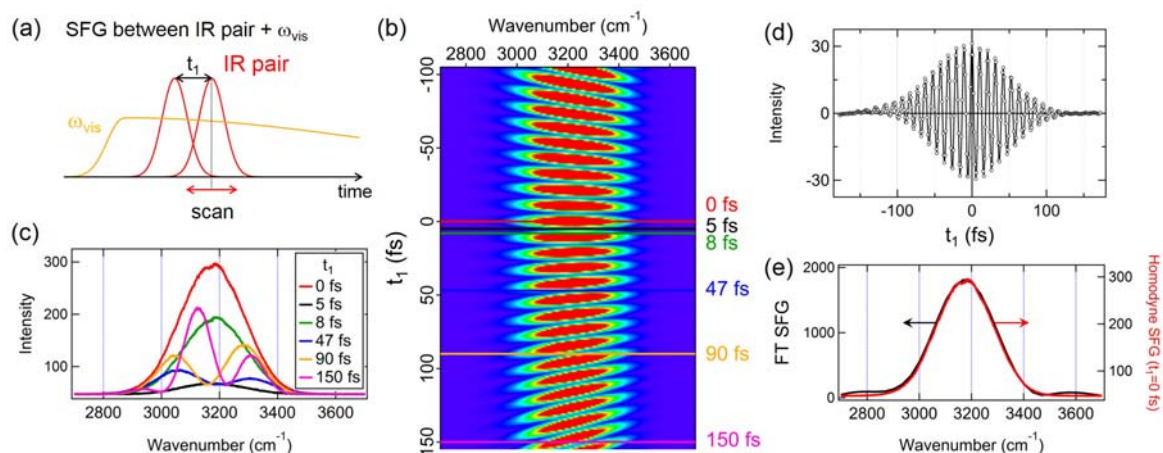 (a)
SFG between IR pair + ωvis
t1
IR pair
ωvis
time
scan
(b)
Wavenumber (cm-1)
2800 3000 3200 3400 3600
-100
-50
0
50
100
150
t1 (fs)
0 fs
5 fs
8 fs
47 fs
90 fs
150 fs
(c)
300
200
100
Intensity
t1
0 fs
5 fs
8 fs
47 fs
90 fs
150 fs
2800 3000 3200 3400 3600
Wavenumber (cm-1)
(d)
30
0
-30
Intensity
-100 0 100
t1 (fs)
(e)
2000
1000
0
FT SFG
300
200
100
Homodyne SFG (t1=0 fs)
2800 3000 3200 3400 3600
Wavenumber (cm-1)